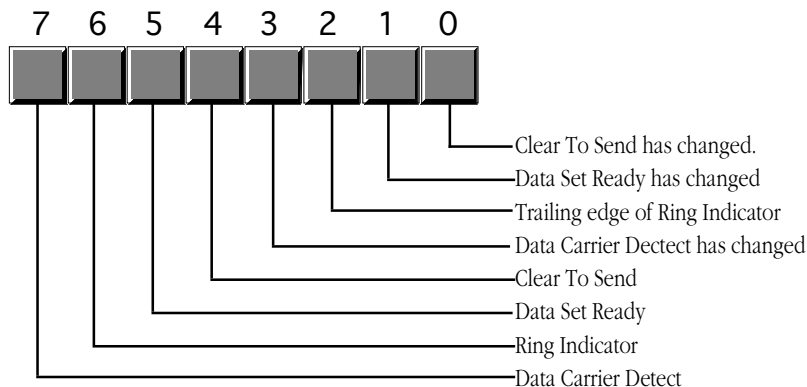 7 6 5 4 3 2 1 0
Clear To Send has changed.
Data Set Ready has changed
Trailing edge of Ring Indicator
Data Carrier Dectect has changed
Clear To Send
Data Set Ready
Ring Indicator
Data Carrier Detect